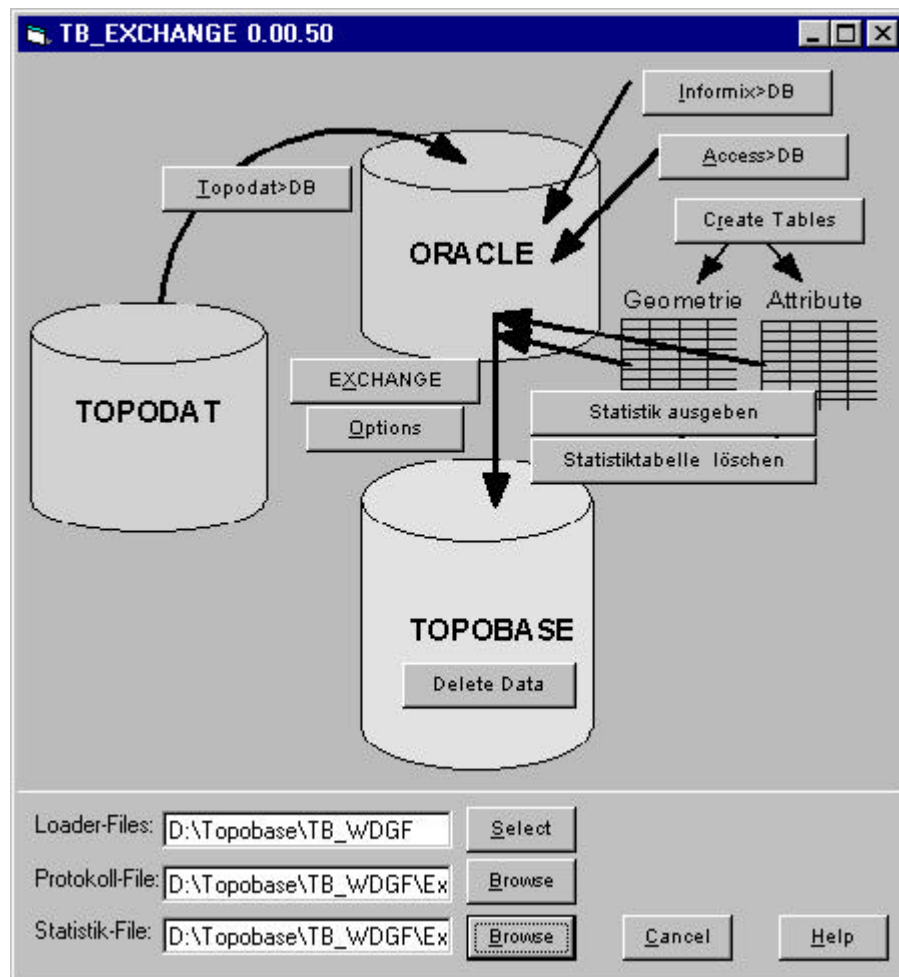 TB_EXCHANGE 0.00.50
Informix>DB
Access>DB
Topodat>DB
Create Tables
ORACLE
Geometrie Attribute
EXCHANGE
TOPODAT
Statistik ausgeben
Options
Statistiktabelle löschen
TOPOBASE
Delete Data
Loader-Files: D:\Topobase\TB_WDGF Select
Protokoll-File: D:\Topobase\TB_WDGF\Ex Browse
Statistik-File: D:\Topobase\TB_WDGF\Ex Browse Cancel Help